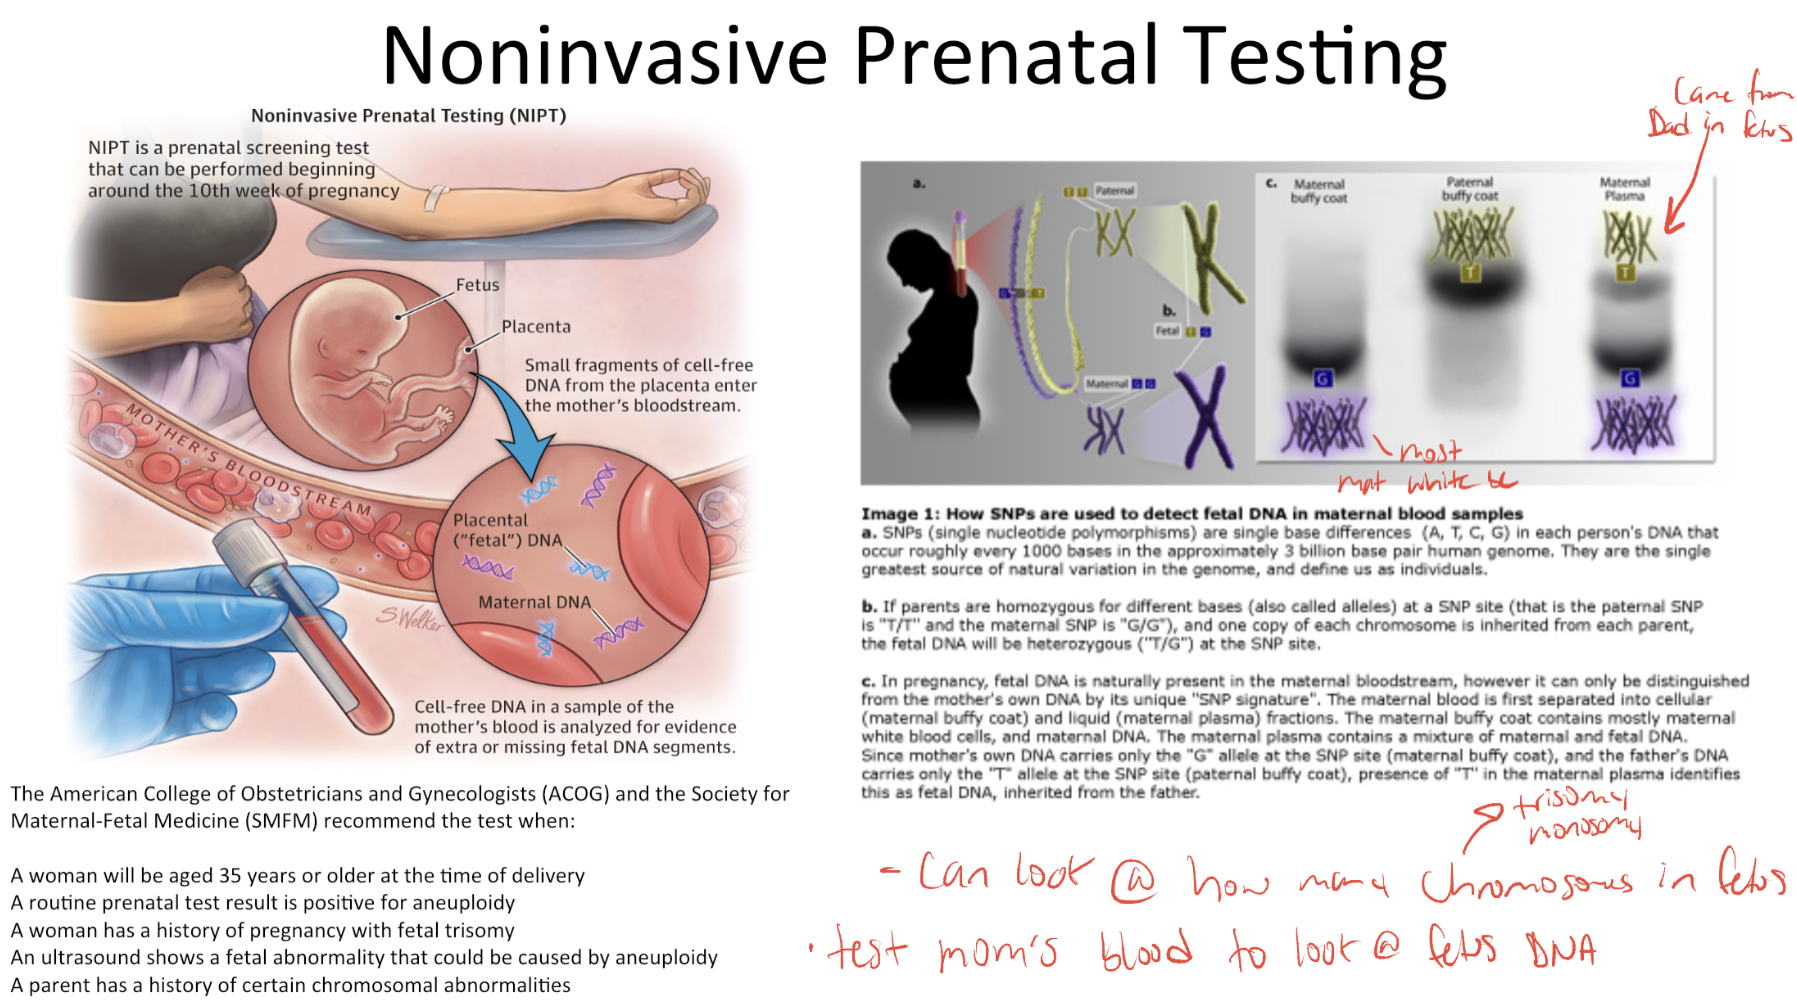 Noninvasive Prenatal Testing
Noninvasive Prenatal Testing (NIPT)
NIPT is a prenatal screening test
that can be performed beginning
around the 10th week of pregnancy
Fetus
Placenta
Small fragments of cell-free
DNA from the placenta enter
the mother's bloodstream.
MOTHER'S BLOODSTREAM
Placental
("fetal") DNA
Maternal DNA
S.Welker
Cell-free DNA in a sample of the
mother's blood is analyzed for evidence
of extra or missing fetal DNA segments.
The American College of Obstetricians and Gynecologists (ACOG) and the Society for
Maternal-Fetal Medicine (SMFM) recommend the test when:
A woman will be aged 35 years or older at the time of delivery
A routine prenatal test result is positive for aneuploidy
A woman has a history of pregnancy with fetal trisomy
An ultrasound shows a fetal abnormality that could be caused by aneuploidy
A parent has a history of certain chromosomal abnormalities
Came from
Dad in fetus
a.
T T Paternal
G T
b.
Fetal T G
Maternal G G
c.
Maternal
buffy coat
Paternal
buffy coat
Maternal
Plasma
T
T
G
G
most
mat white bc
Image 1: How SNPs are used to detect fetal DNA in maternal blood samples
a. SNPs (single nucleotide polymorphisms) are single base differences (A, T, C, G) in each person's DNA that
occur roughly every 1000 bases in the approximately 3 billion base pair human genome. They are the single
greatest source of natural variation in the genome, and define us as individuals.
b. If parents are homozygous for different bases (also called alleles) at a SNP site (that is the paternal SNP
is "T/T" and the maternal SNP is "G/G"), and one copy of each chromosome is inherited from each parent,
the fetal DNA will be heterozygous ("T/G") at the SNP site.
c. In pregnancy, fetal DNA is naturally present in the maternal bloodstream, however it can only be distinguished
from the mother's own DNA by its unique "SNP signature". The maternal blood is first separated into cellular
(maternal buffy coat) and liquid (maternal plasma) fractions. The maternal buffy coat contains mostly maternal
white blood cells, and maternal DNA. The maternal plasma contains a mixture of maternal and fetal DNA.
Since mother's own DNA carries only the "G" allele at the SNP site (maternal buffy coat), and the father's DNA
carries only the "T" allele at the SNP site (paternal buffy coat), presence of "T" in the maternal plasma identifies
this as fetal DNA, inherited from the father.
trisomy
monosomy
- Can look @ how many chromosomes in fetus
· test mom's blood to look @ fetus DNA